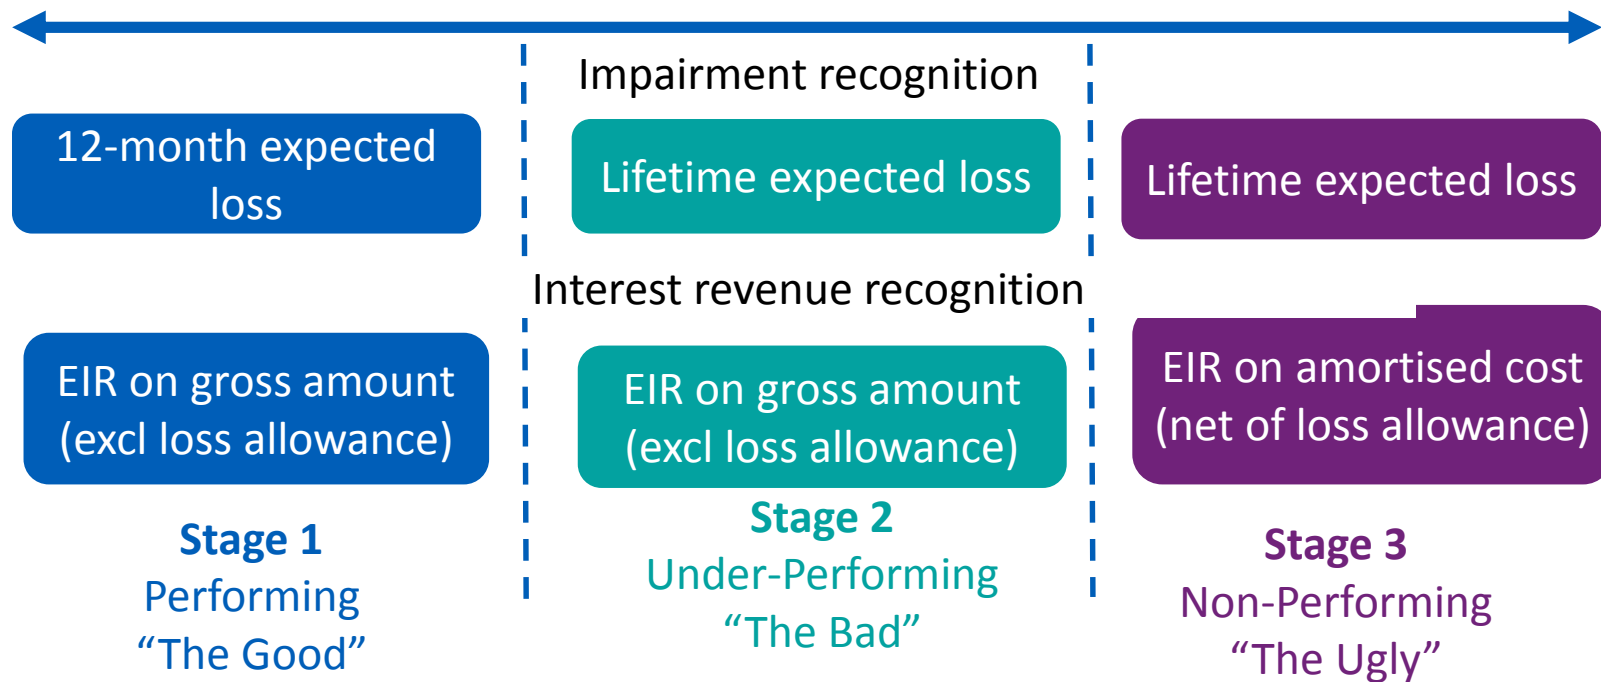 Impairment recognition
12-month expected
loss
Lifetime expected loss
Lifetime expected loss
Interest revenue recognition
EIR on gross amount
(excl loss allowance)
EIR on gross amount
(excl loss allowance)
EIR on amortised cost
(net of loss allowance)
Stage 1
Performing
“The Good”
Stage 2
Under-Performing
“The Bad”
Stage 3
Non-Performing
“The Ugly”